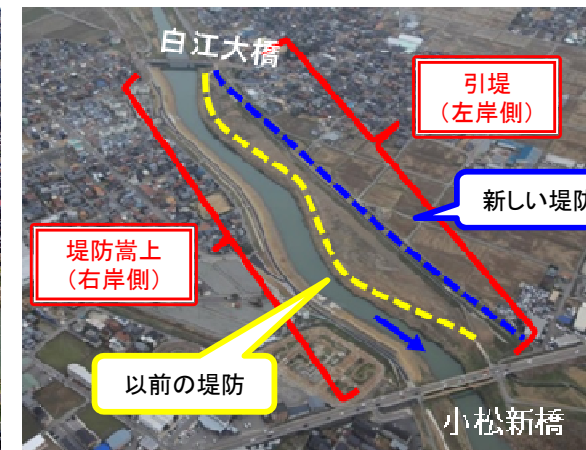 白江大橋
引堤
（左岸側）
新しい堤防
堤防嵩上
（右岸側）
以前の堤防
小松新橋